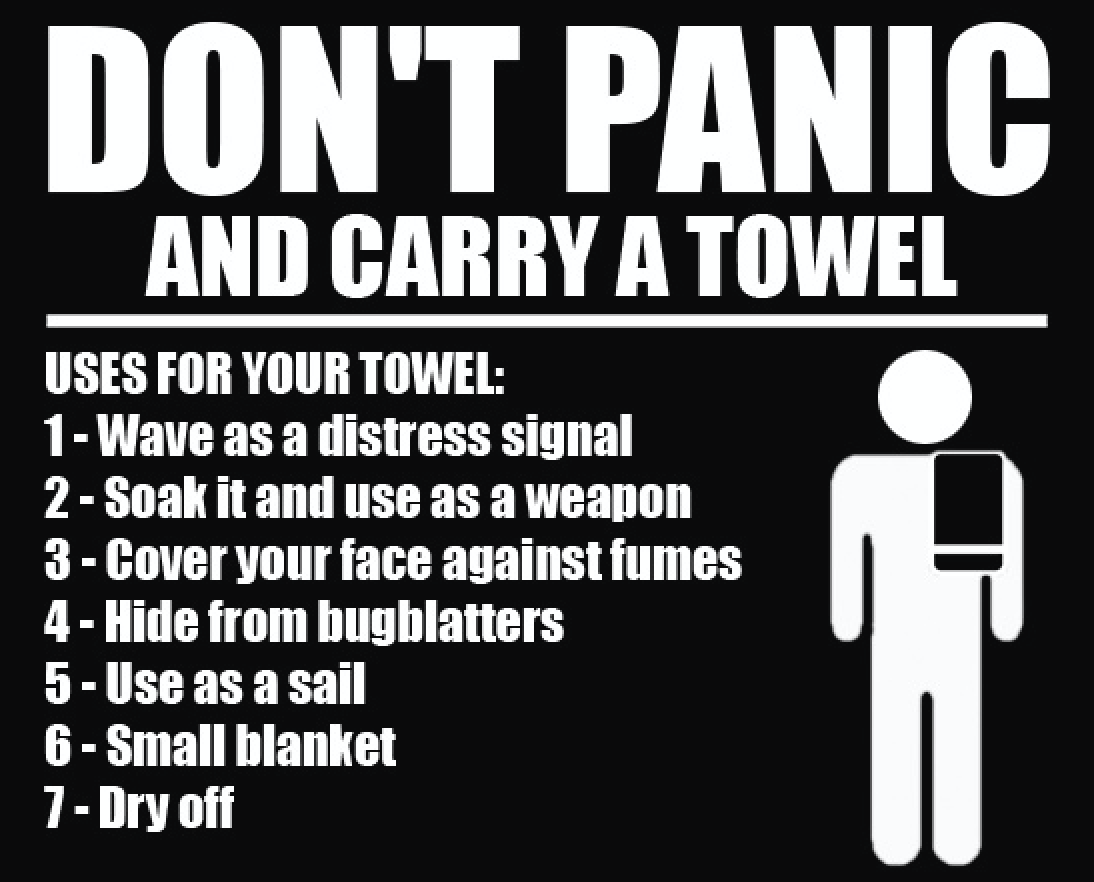 DON'T PANIC
AND CARRY A TOWEL
USES FOR YOUR TOWEL:
1 - Wave as a distress signal
2 - Soak it and use as a weapon
3 - Cover your face against fumes
4 - Hide from bugblatters
5 - Use as a sail
6 - Small blanket
7 - Dry off